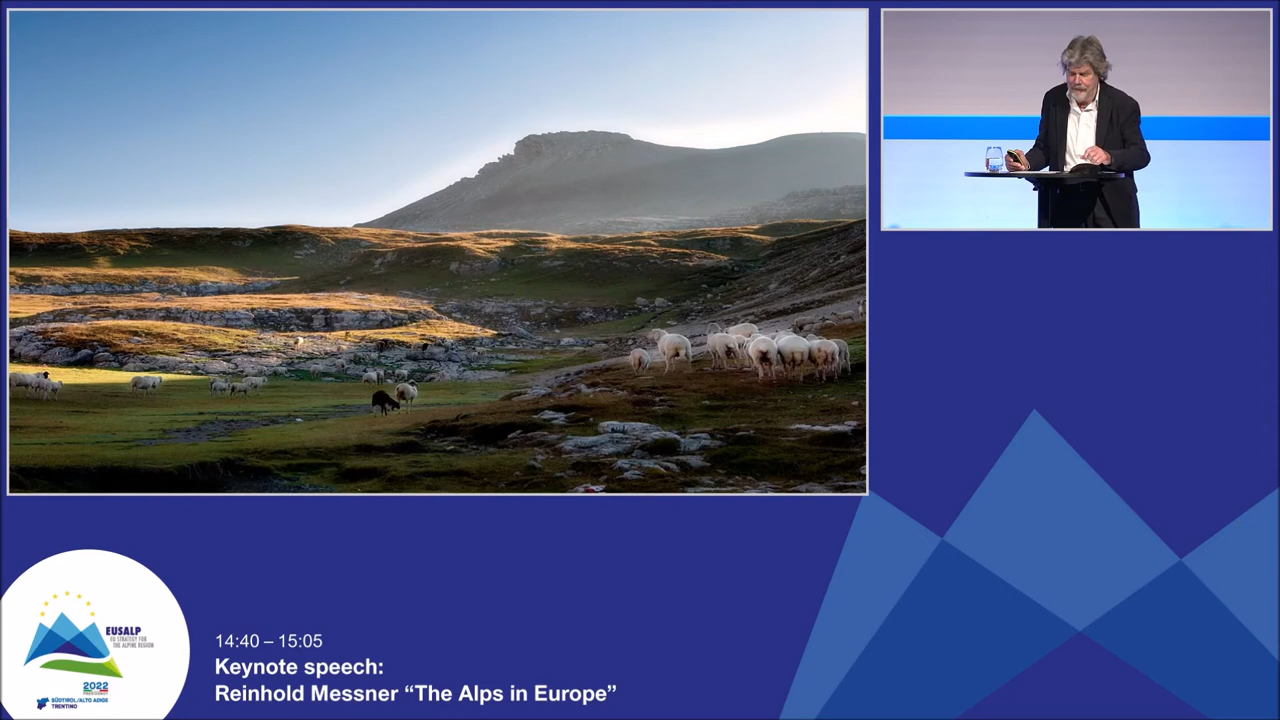 14:40 – 15:05
Keynote speech:
Reinhold Messner “The Alps in Europe”
EUSALP
EU STRATEGY FOR
THE ALPINE REGION
2022
PRESIDENCY
SÜDTIROL/ALTO ADIGE
TRENTINO